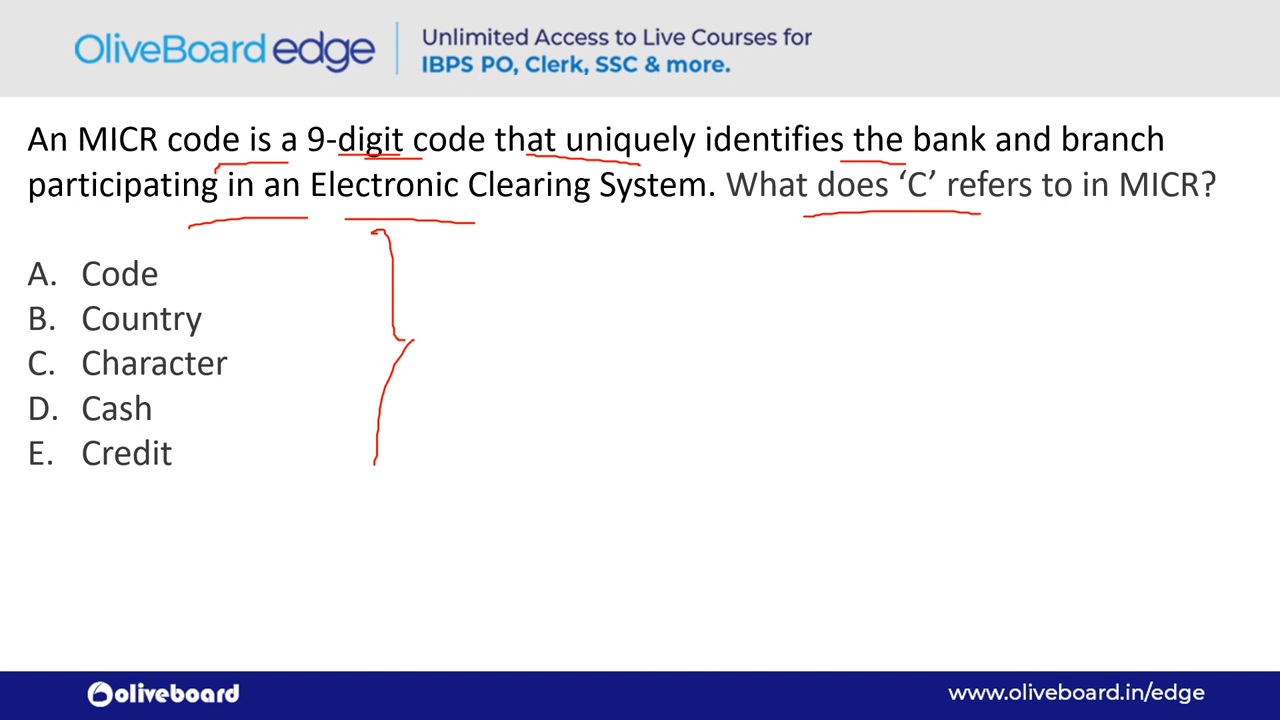 OliveBoard edge
Unlimited Access to Live Courses for
IBPS PO, Clerk, SSC & more.
An MICR code is a 9-digit code that uniquely identifies the bank and branch
participating in an Electronic Clearing System. What does ‘C’ refers to in MICR?
A. Code
B. Country
C. Character
D. Cash
E. Credit
oliveboard
www.oliveboard.in/edge